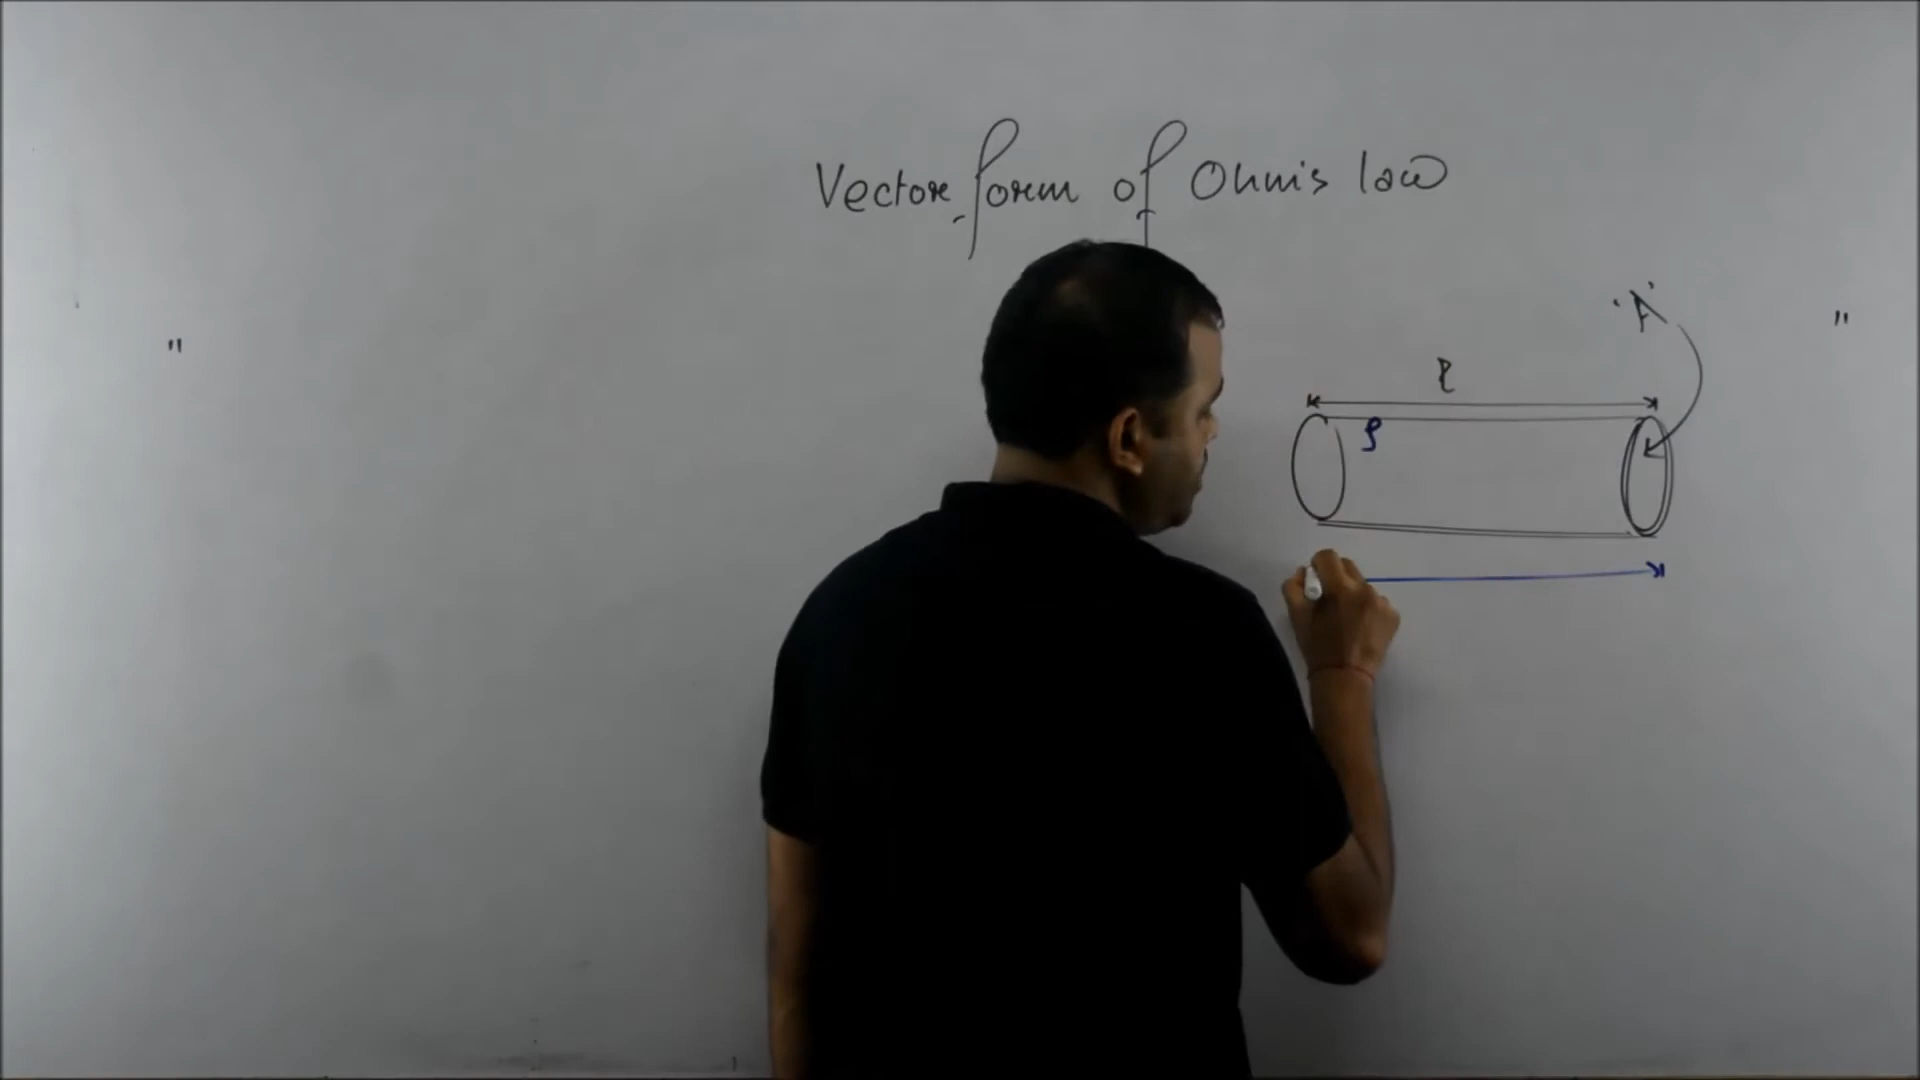 Vector form of Ohm's law
'A'
"
"
l
ρ